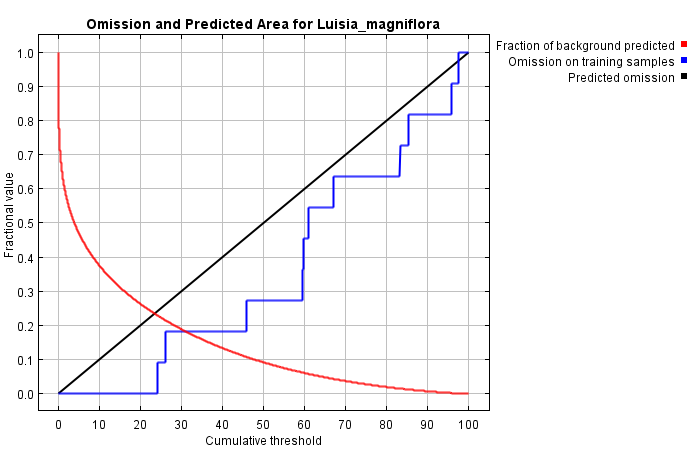 Omission and Predicted Area for Luisia_magniflora
Fraction of background predicted
Omission on training samples
Predicted omission
Fractional value
1.0
0.9
0.8
0.7
0.6
0.5
0.4
0.3
0.2
0.1
0.0
0 10 20 30 40 50 60 70 80 90 100
Cumulative threshold